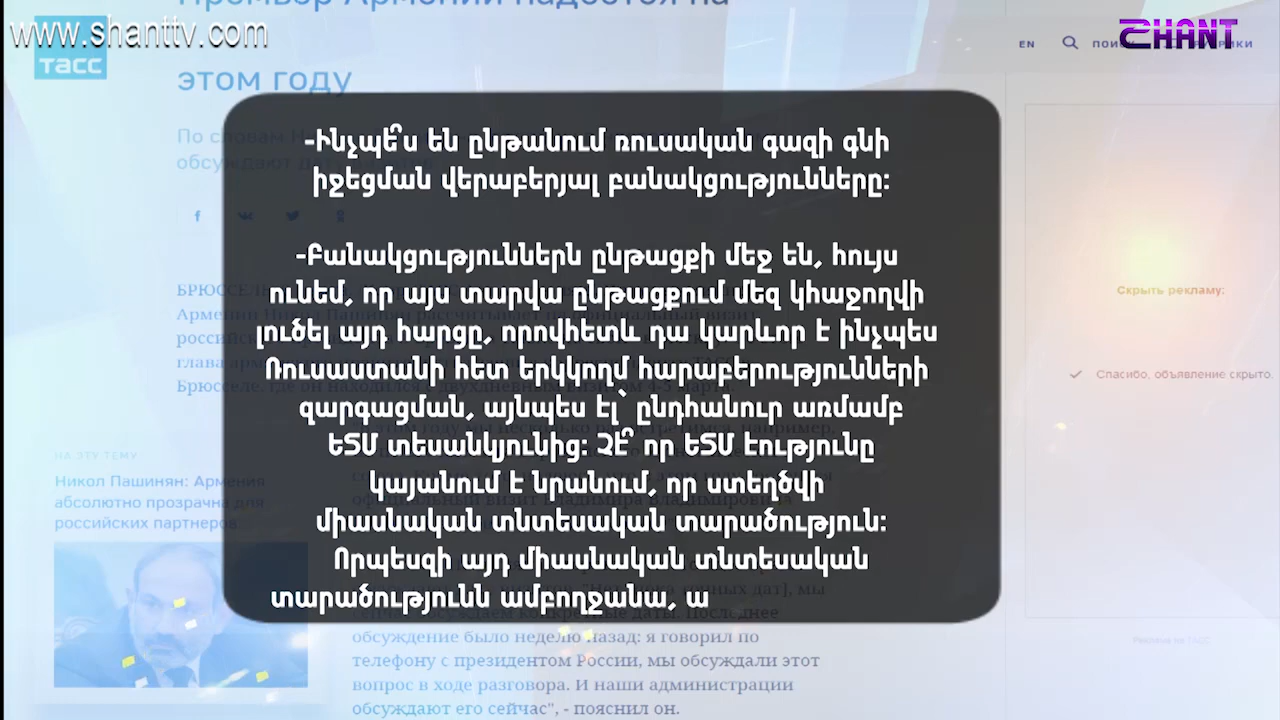 Премьер Армении надеется на
www.shanttv.com
SHANT
EN
ТАСС
этом году
-Ինչպե՞ս են ընթանում ռուսական գազի գնի
իջեցման վերաբերյալ բանակցությունները։
-Բանակցություններն ընթացքի մեջ են, հույս
ունեմ, որ այս տարվա ընթացքում մեզ կհաջողվի
լուծել այդ հարցը, որովհետև դա կարևոր է ինչպես
Ռուսաստանի հետ երկկողմ հարաբերությունների
զարգացման, այնպես էլ՝ ընդհանուր առմամբ
ԵՏՄ տեսանկյունից։ Չէ՞ որ ԵՏՄ էությունը
կայանում է նրանում, որ ստեղծվի
միասնական տնտեսական տարածություն։
Որպեսզի այդ միասնական տնտեսական
տարածությունն ամբողջանա, ա
Скрыть рекламу:
Спасибо, объявление скрыто.
НА ЭТУ ТЕМУ
Никол Пашинян: Армения
абсолютно прозрачна для
российских партнеров
обсуждение было неделю назад: я говорил по
телефону с президентом России, мы обсуждали этот
вопрос в ходе разговора. И наши администрации
обсуждают его сейчас", - пояснил он.